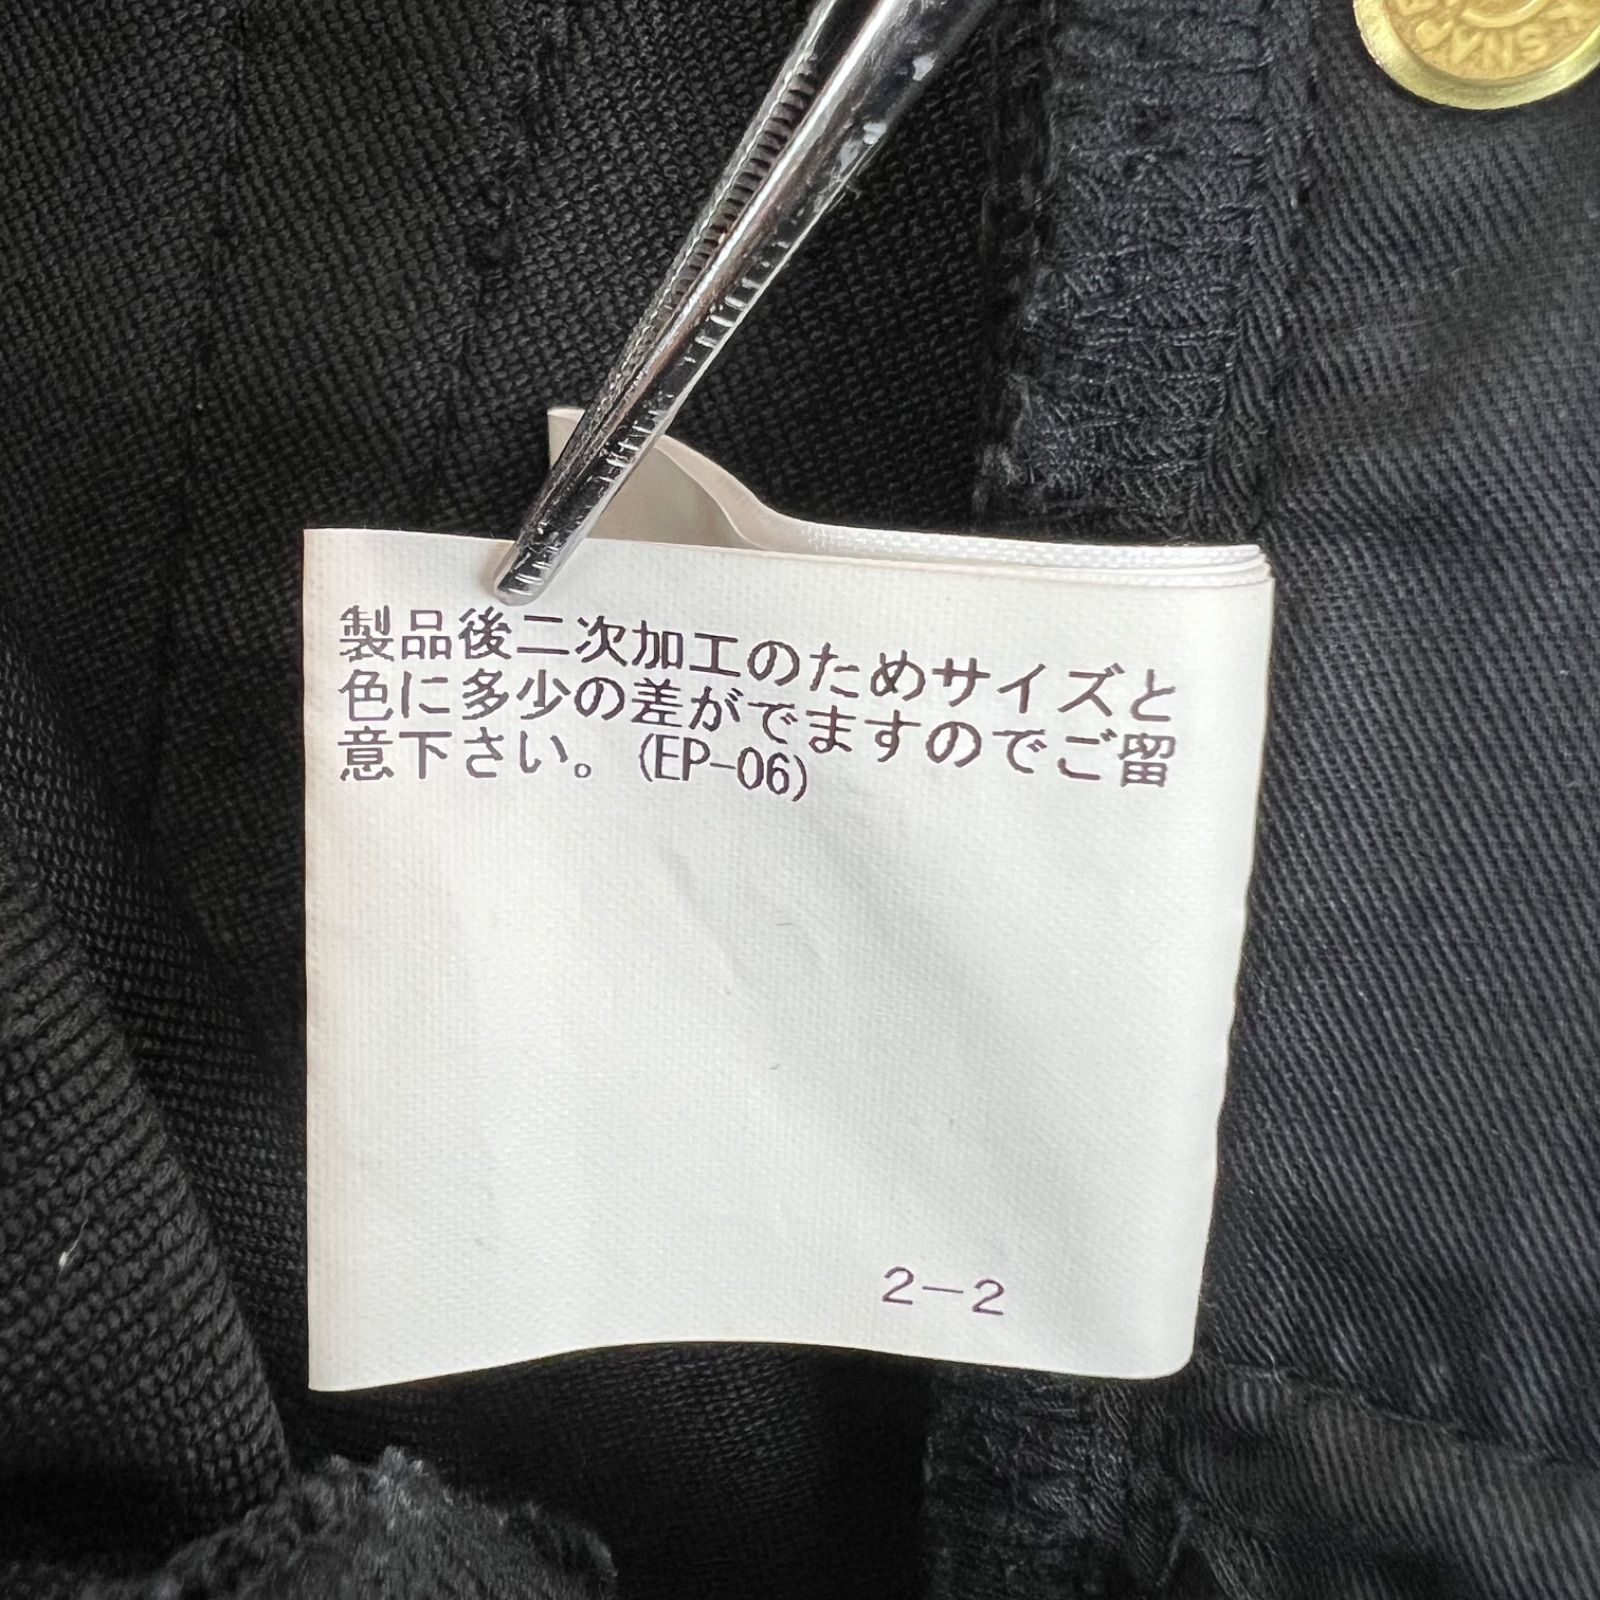 製品後二次加工のためサイズと
色に多少の差がでますのでご留
意下さい。(EP-06)
2-2